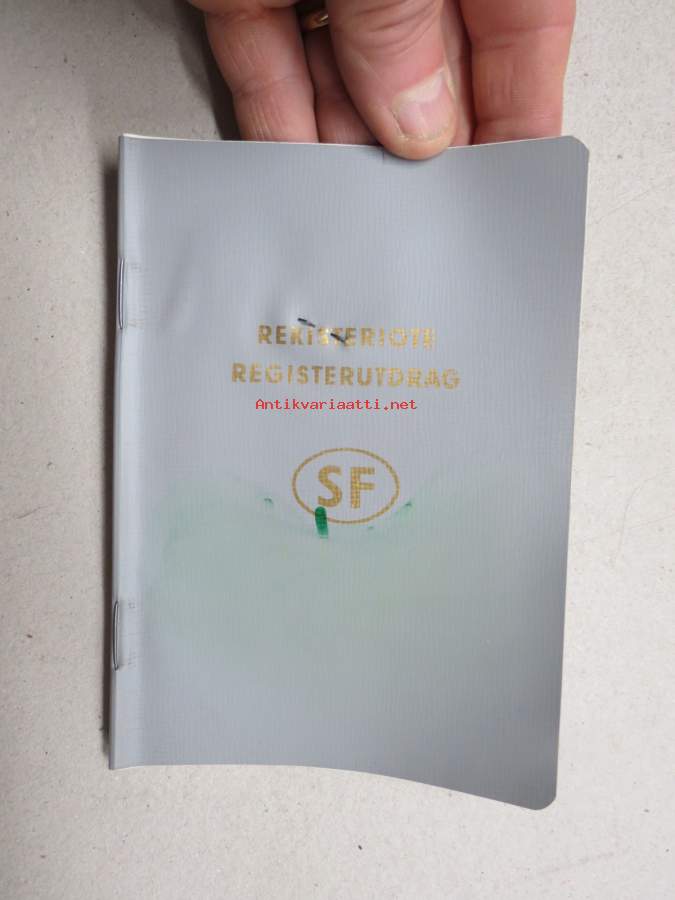 REKISTERIOTE
REGISTERUTDRAG
Antikvariaatti.net
SF